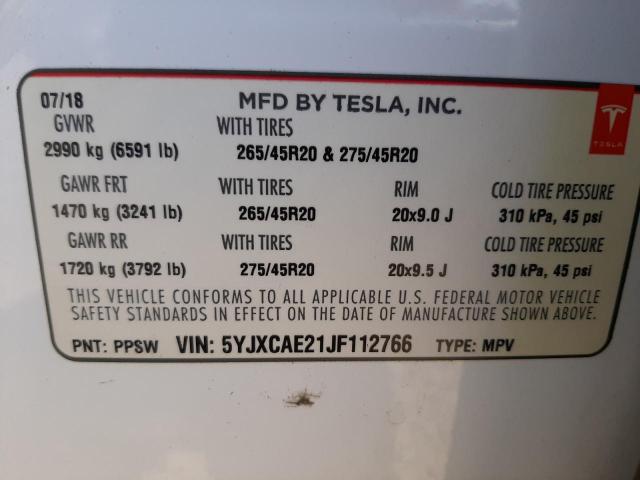 07/18 MFD BY TESLA, INC.
TESLA
GVWR WITH TIRES
2990 kg (6591 lb) 265/45R20 & 275/45R20
GAWR FRT WITH TIRES RIM COLD TIRE PRESSURE
1470 kg (3241 lb) 265/45R20 20x9.0 J 310 kPa, 45 psi
GAWR RR WITH TIRES RIM COLD TIRE PRESSURE
1720 kg (3792 lb) 275/45R20 20x9.5 J 310 kPa, 45 psi
THIS VEHICLE CONFORMS TO ALL APPLICABLE U.S. FEDERAL MOTOR VEHICLE
SAFETY STANDARDS IN EFFECT ON THE DATE OF MANUFACTURE SHOWN ABOVE.
PNT: PPSW VIN: 5YJXCAE21JF112766 TYPE: MPV